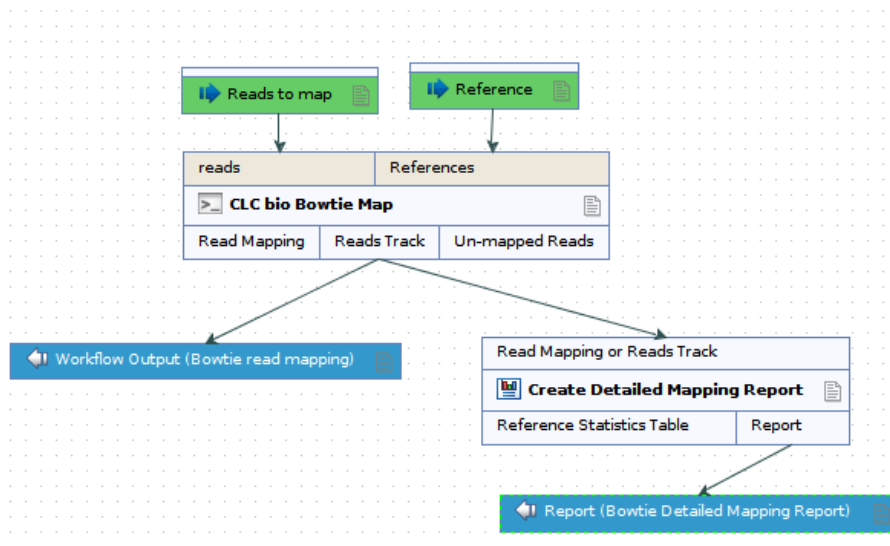 Reads to map
Reference
reads
References
CLC bio Bowtie Map
Read Mapping
Reads Track
Un-mapped Reads
Workflow Output (Bowtie read mapping)
Read Mapping or Reads Track
Create Detailed Mapping Report
Reference Statistics Table
Report
Report (Bowtie Detailed Mapping Report)